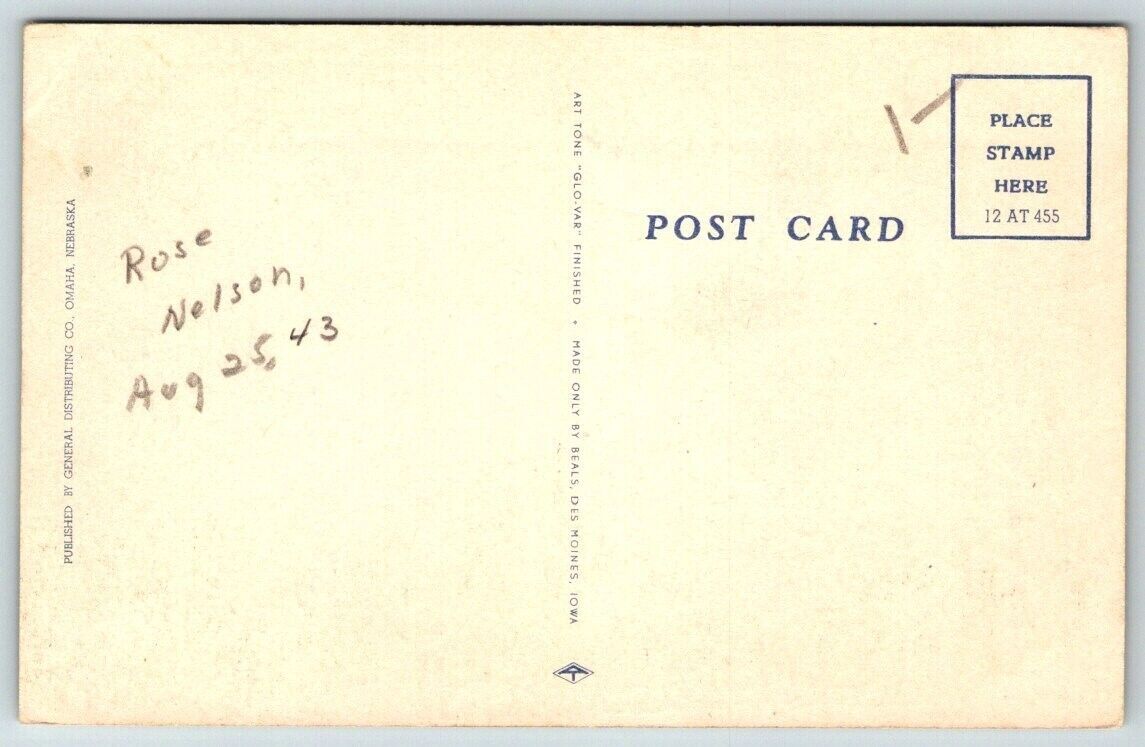 PUBLISHED BY GENERAL DISTRIBUTING CO., OMAHA, NEBRASKA
Rose
Nelson,
Aug 25, 43
ART TONE "GLO-VAR" FINISHED ⬥ MADE ONLY BY BEALS, DES MOINES, IOWA
POST CARD
1-
PLACE
STAMP
HERE
12 AT 455